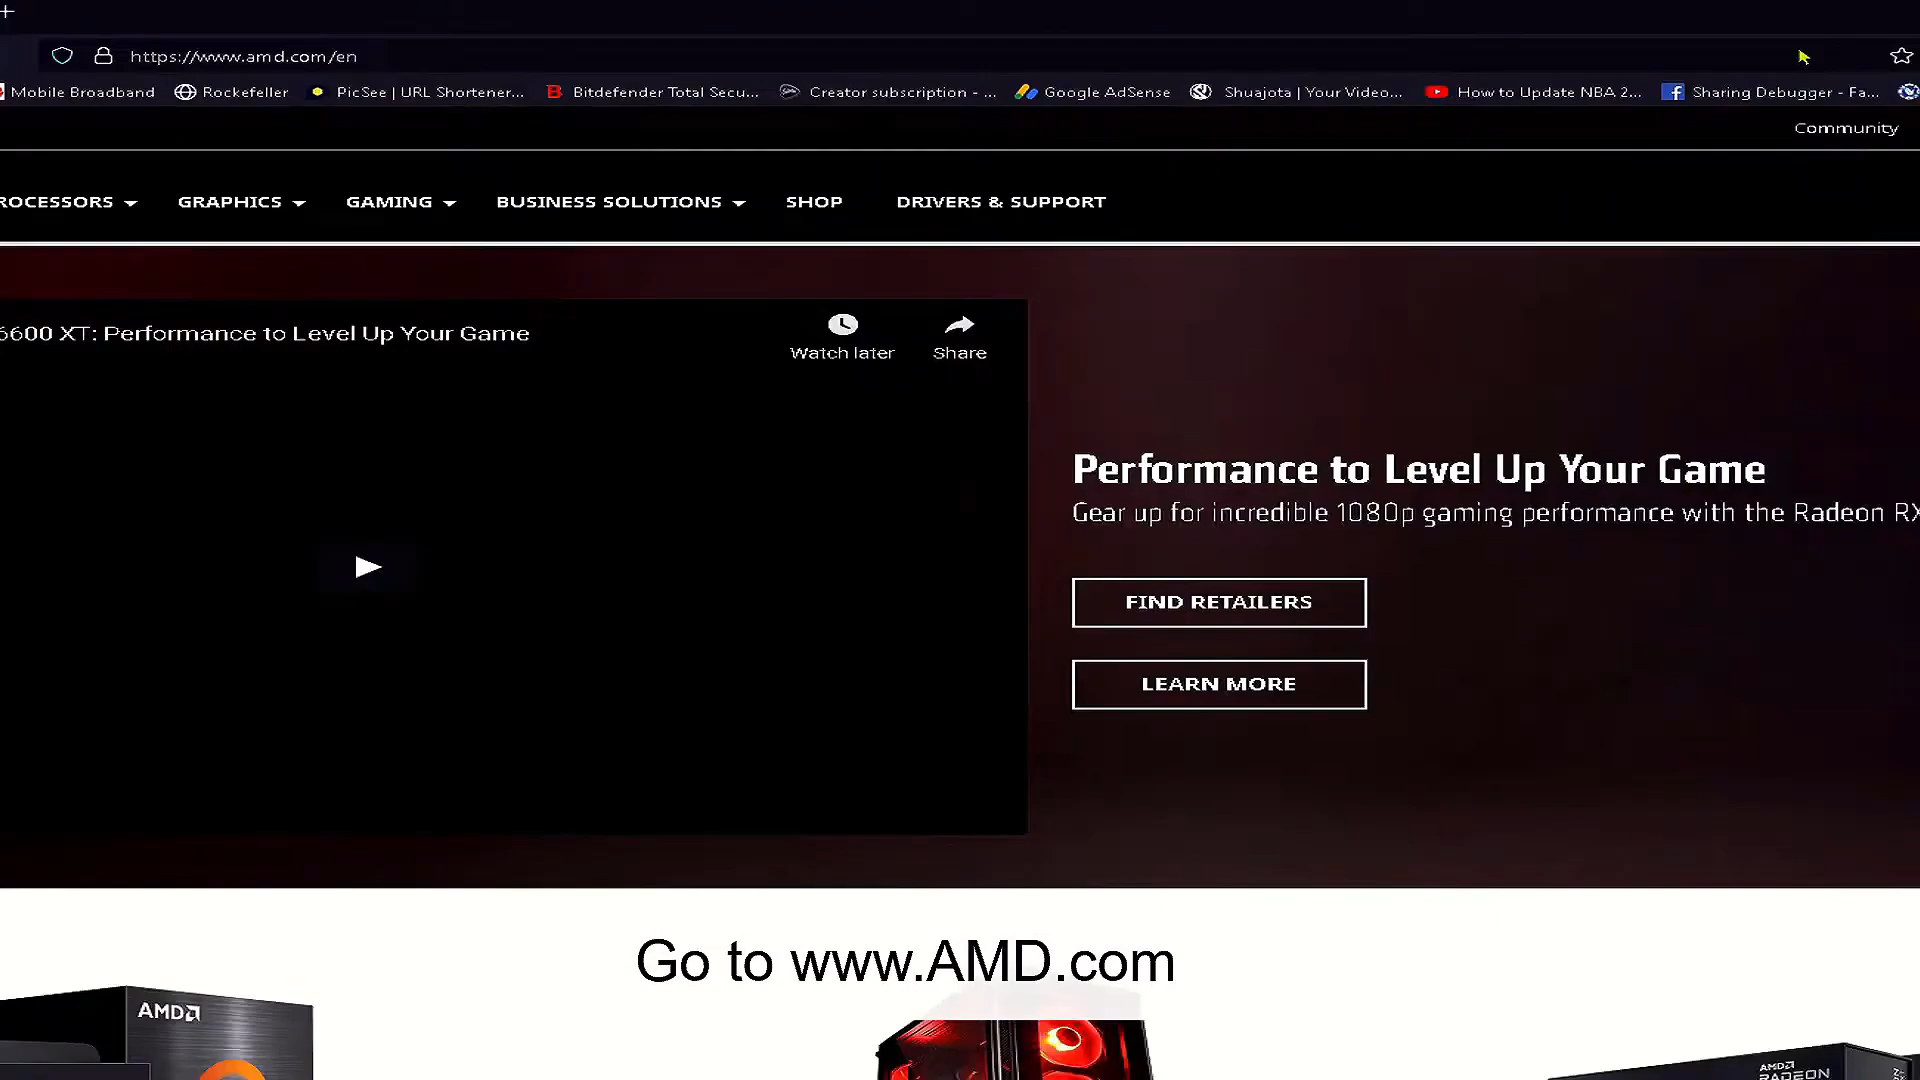 https://www.amd.com/en
Mobile Broadband Rockefeller PicSee | URL Shortener... Bitdefender Total Secu... Creator subscription - ... Google AdSense Shuajota | Your Video... How to Update NBA 2... Sharing Debugger - Fa...
Community
ROCESSORS GRAPHICS GAMING BUSINESS SOLUTIONS SHOP DRIVERS & SUPPORT
6600 XT: Performance to Level Up Your Game
Watch later Share
Performance to Level Up Your Game
Gear up for incredible 1080p gaming performance with the Radeon RX
FIND RETAILERS
LEARN MORE
Go to www.AMD.com
AMD
AMD
RADEON